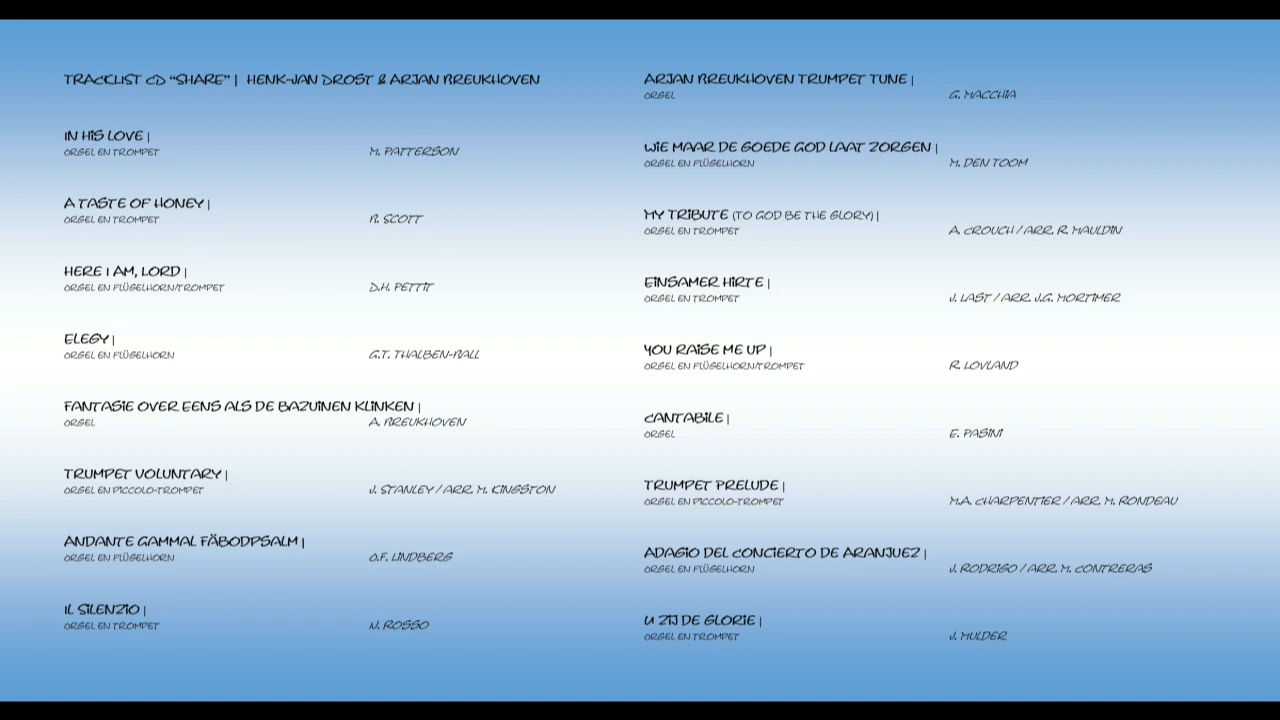 TRACKLIST CD “SHARE” | HENK-JAN DROST & ARJAN BREUKHOVEN
IN HIS LOVE |
ORGEL EN TROMPET M. PATTERSON
A TASTE OF HONEY |
ORGEL EN TROMPET B. SCOTT
HERE I AM, LORD |
ORGEL EN FLÜGELHORN/TROMPET D.H. PETTIT
ELEGY |
ORGEL EN FLÜGELHORN G.T. THALBEN-BALL
FANTASIE OVER EENS ALS DE BAZUINEN KLINKEN |
ORGEL A. BREUKHOVEN
TRUMPET VOLUNTARY |
ORGEL EN PICCOLO-TROMPET J. STANLEY / ARR. M. KINGSTON
ANDANTE GAMMAL FÄBODPSALM |
ORGEL EN FLÜGELHORN O.F. LINDBERG
IL SILENZIO |
ORGEL EN TROMPET N. ROSSO
ARJAN BREUKHOVEN TRUMPET TUNE |
ORGEL G. MACCHIA
WIE MAAR DE GOEDE GOD LAAT ZORGEN |
ORGEL EN FLÜGELHORN M. DEN TOOM
MY TRIBUTE (TO GOD BE THE GLORY) |
ORGEL EN TROMPET A. CROUCH / ARR. R. MAULDIN
EINSAMER HIRTE |
ORGEL EN TROMPET J. LAST / ARR. J.G. MORTIMER
YOU RAISE ME UP |
ORGEL EN FLÜGELHORN/TROMPET R. LOVLAND
CANTABILE |
ORGEL E. PASINI
TRUMPET PRELUDE |
ORGEL EN PICCOLO-TROMPET M.A. CHARPENTIER / ARR. M. RONDEAU
ADAGIO DEL CONCIERTO DE ARANJUEZ |
ORGEL EN FLÜGELHORN J. RODRIGO / ARR. M. CONTRERAS
U ZIJ DE GLORIE |
ORGEL EN TROMPET J. MULDER